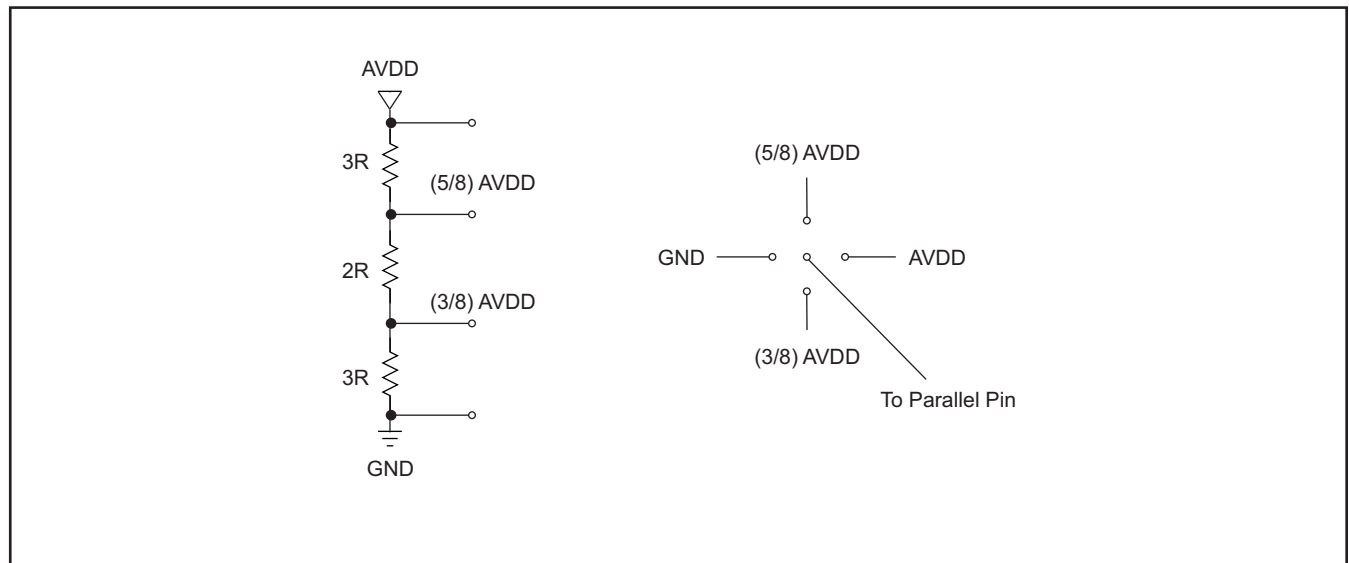 AVDD
3R
(5/8) AVDD
2R
(3/8) AVDD
3R
GND
(5/8) AVDD
GND
AVDD
(3/8) AVDD
To Parallel Pin